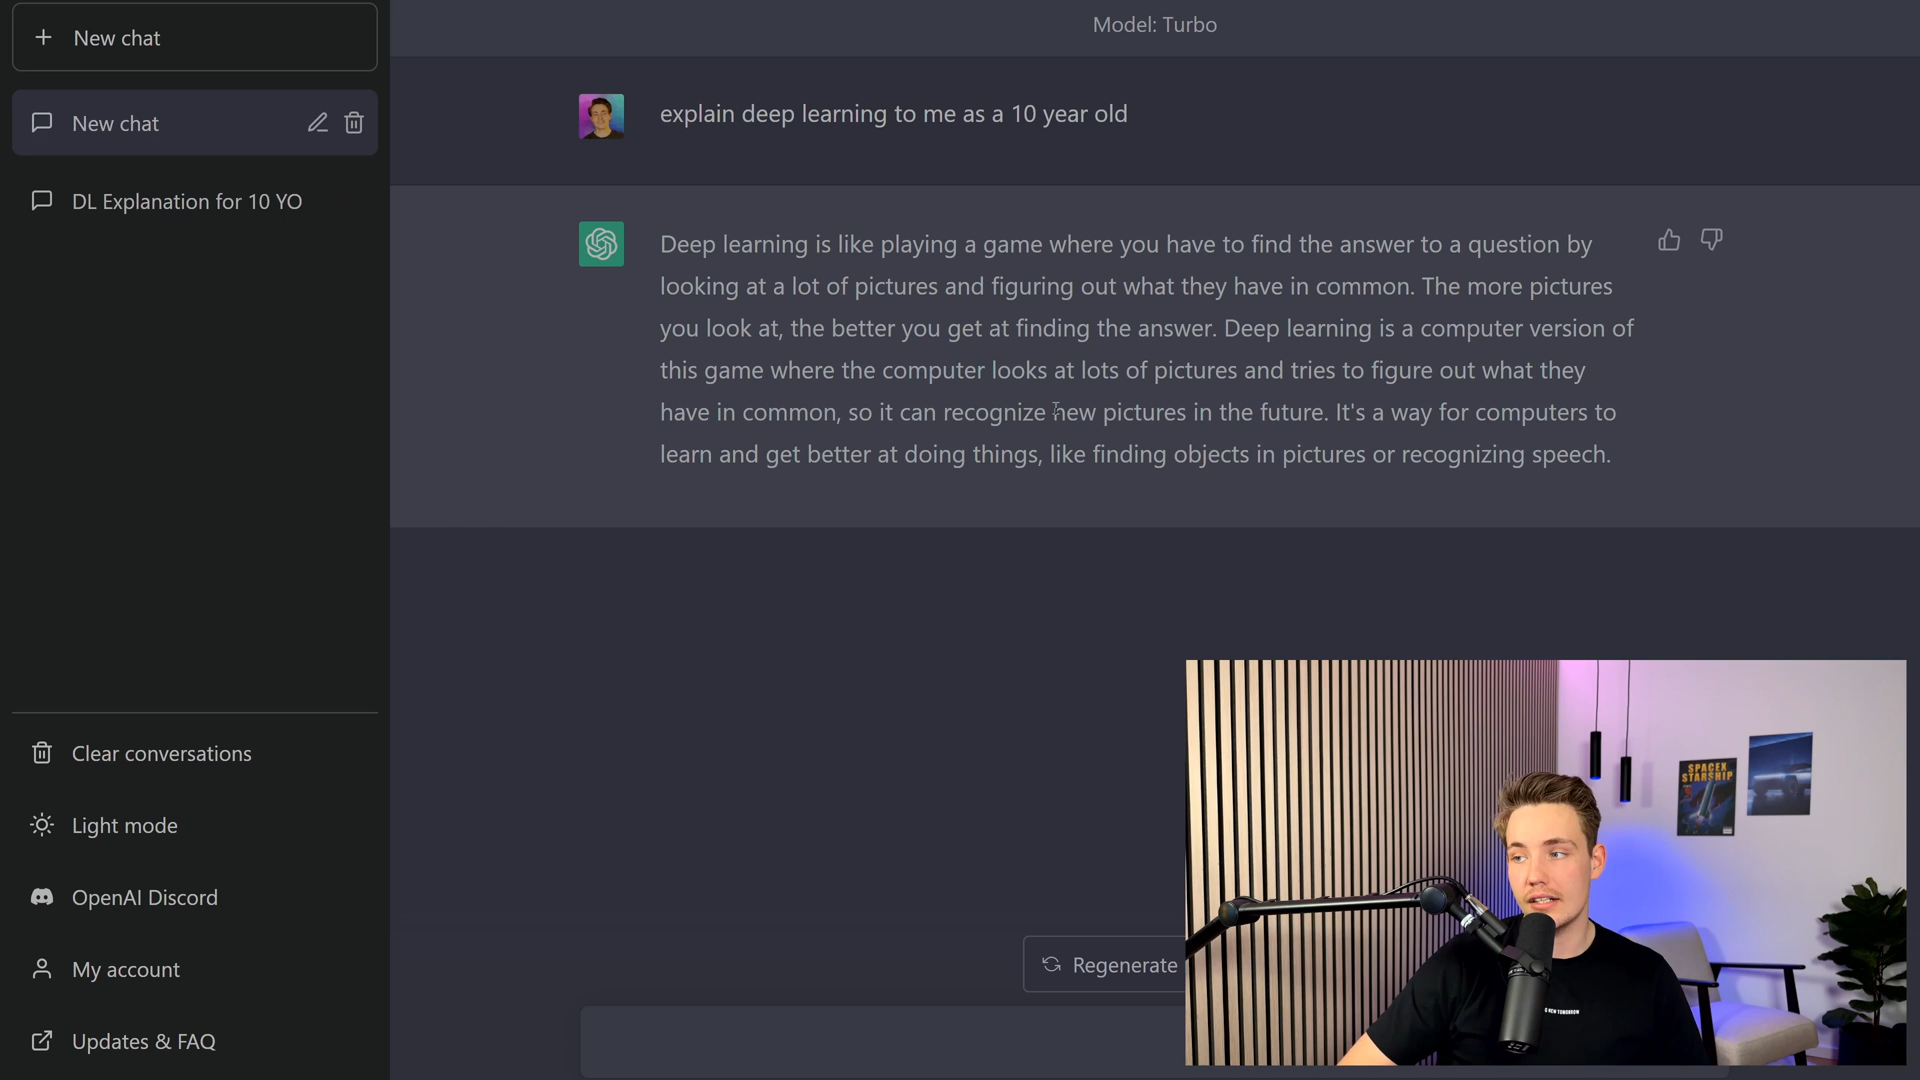 New chat
New chat
DL Explanation for 10 YO
Clear conversations
Light mode
OpenAI Discord
My account
Updates & FAQ
Model: Turbo
explain deep learning to me as a 10 year old
Deep learning is like playing a game where you have to find the answer to a question by
looking at a lot of pictures and figuring out what they have in common. The more pictures
you look at, the better you get at finding the answer. Deep learning is a computer version of
this game where the computer looks at lots of pictures and tries to figure out what they
have in common, so it can recognize new pictures in the future. It's a way for computers to
learn and get better at doing things, like finding objects in pictures or recognizing speech.
Regenerate
SPACEX
STARSHIP
NEW TOMORROW